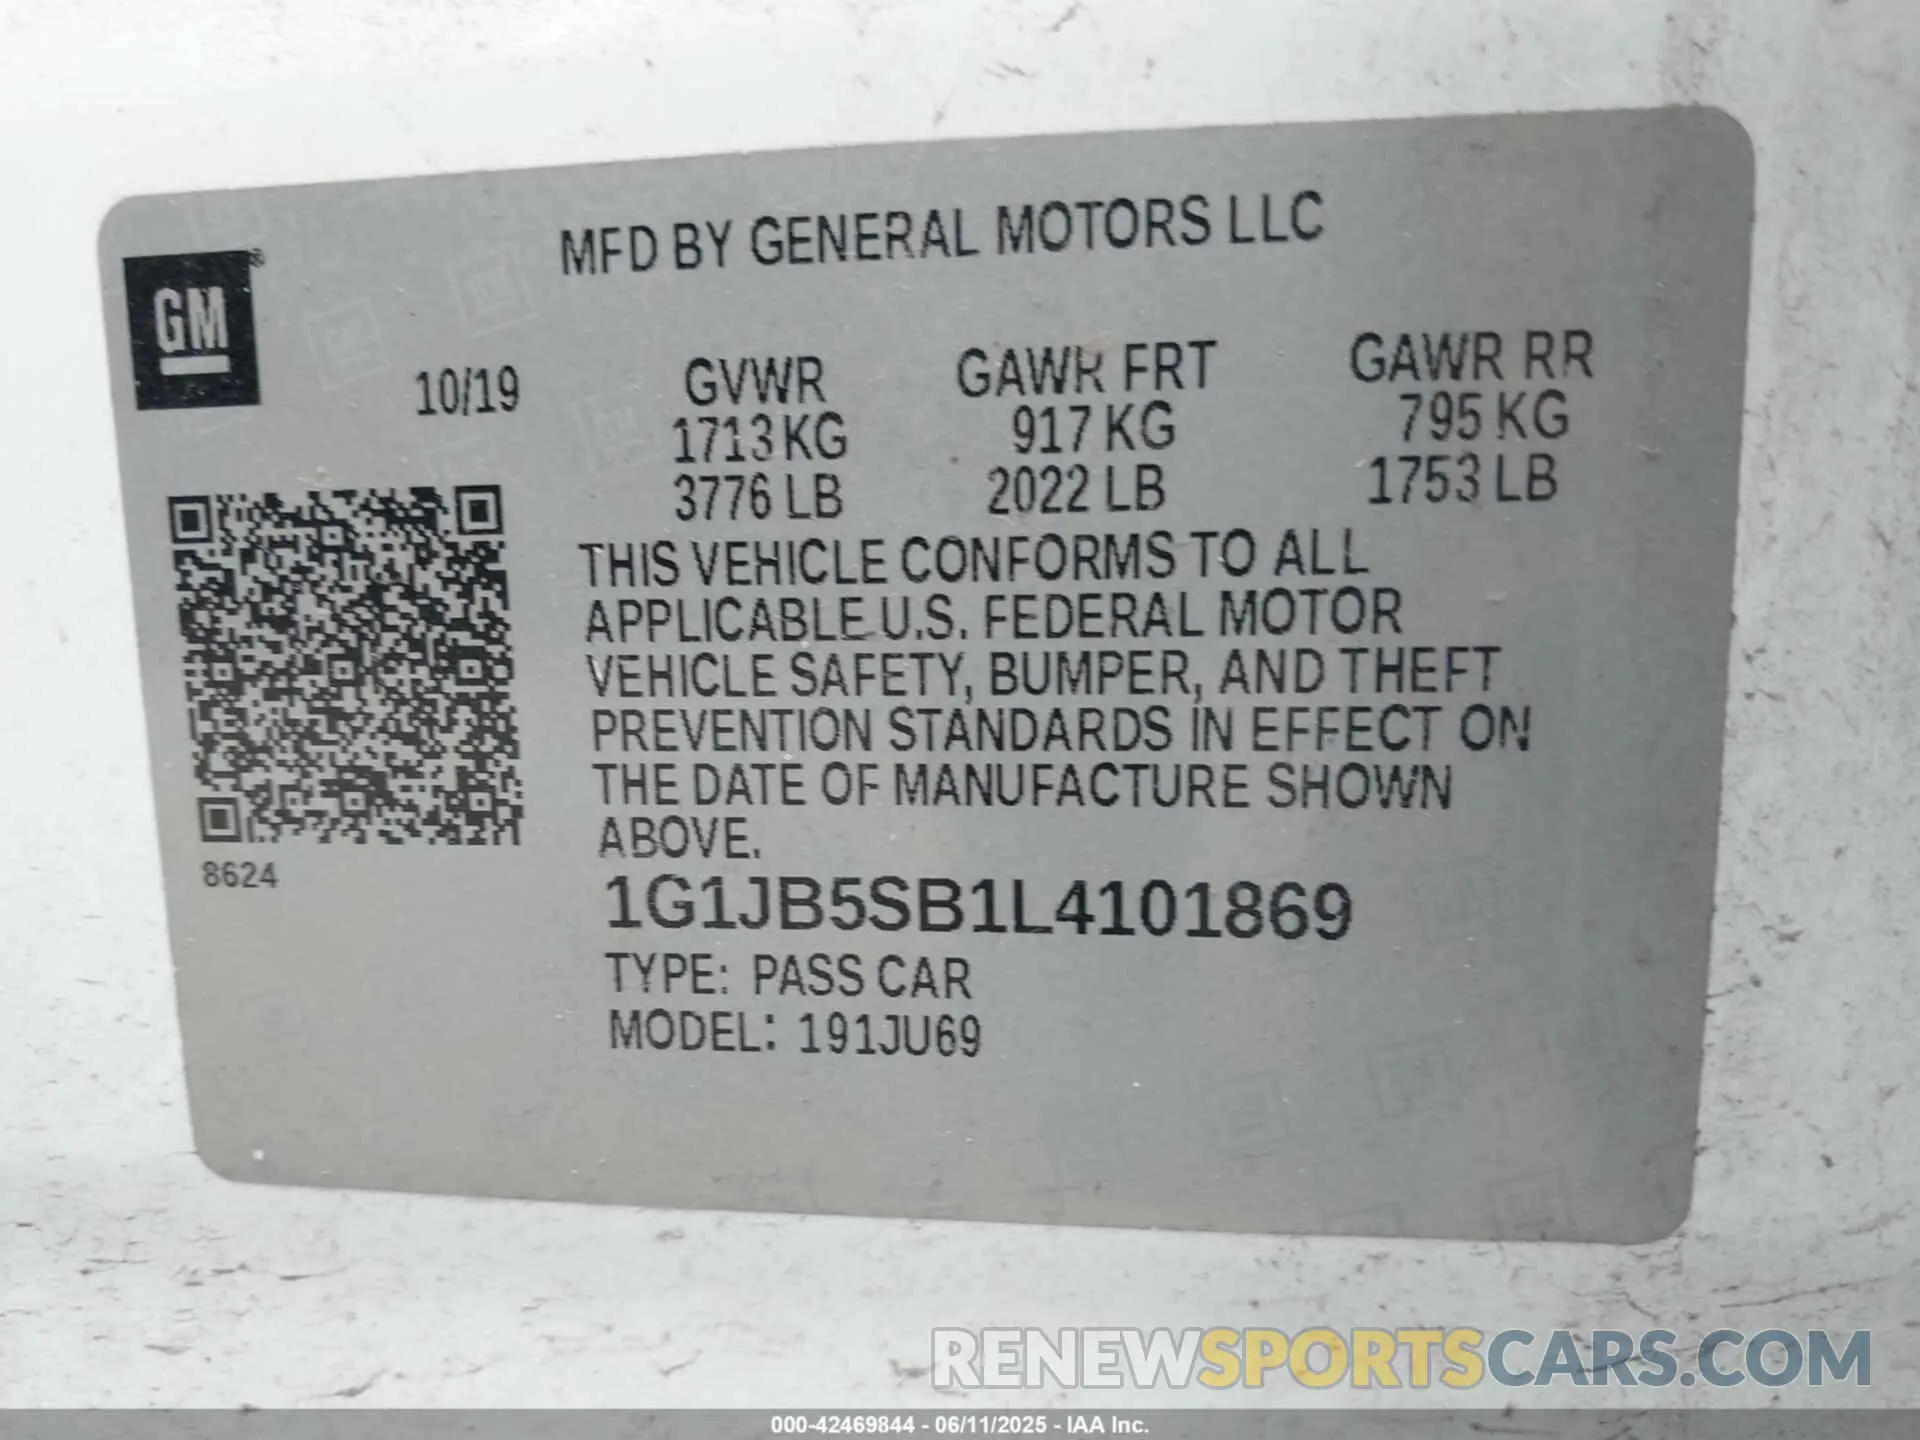 MFD BY GENERAL MOTORS LLC
GM ®
10/19 GVWR GAWR FRT GAWR RR
1713 KG 917 KG 795 KG
3776 LB 2022 LB 1753 LB
THIS VEHICLE CONFORMS TO ALL
APPLICABLE U.S. FEDERAL MOTOR
VEHICLE SAFETY, BUMPER, AND THEFT
PREVENTION STANDARDS IN EFFECT ON
THE DATE OF MANUFACTURE SHOWN
ABOVE.
8624
1G1JB5SB1L4101869
TYPE: PASS CAR
MODEL: 191JU69
RENEWSPORTSCARS.COM
000-42469844 - 06/11/2025 - IAA Inc.